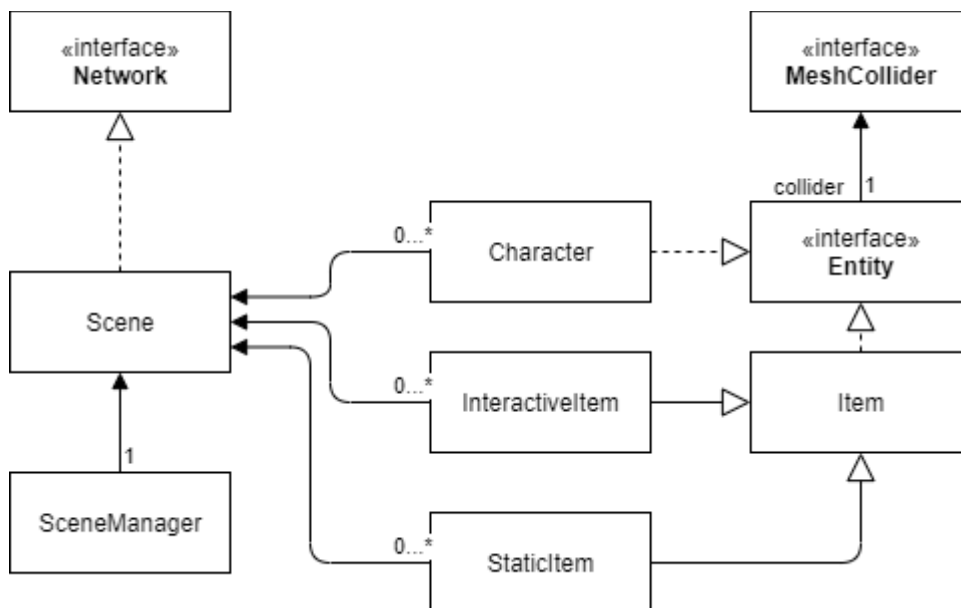 «interface»
Network
«interface»
MeshCollider
collider
1
0...*
Character
«interface»
Entity
Scene
0...*
InteractiveItem
Item
1
SceneManager
0...*
StaticItem